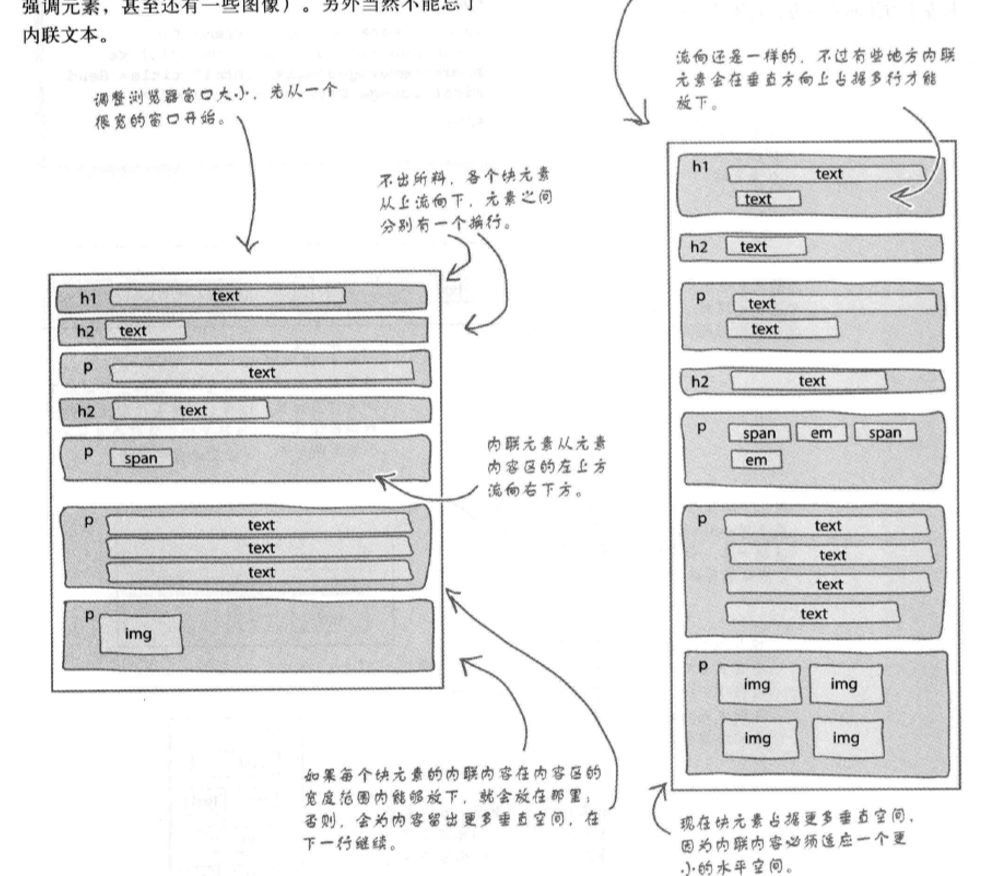 强调元素，甚至还有一些图像）。另外当然不能忘了
内联文本。
调整浏览器窗口大小，先从一个
很宽的窗口开始。
不出所料，各个块元素
从上流向下，元素之间
分别有一个换行。
h1 text
h2 text
p text
h2 text
p span
内联元素从元素
内容区的左上方
流向右下方。
p text
text
text
p img
如果每个块元素的内联内容在内容区的
宽度范围内能够放下，就会放在那里；
否则，会为内容留出更多垂直空间，在
下一行继续。
流向还是一样的，不过有些地方内联
元素会在垂直方向上占据多行才能
放下。
h1 text
text
h2 text
p text
text
h2 text
p span em span
em
p text
text
text
text
p img img
img img
现在块元素占据更多垂直空间，
因为内联内容必须适应一个更
小的水平空间。